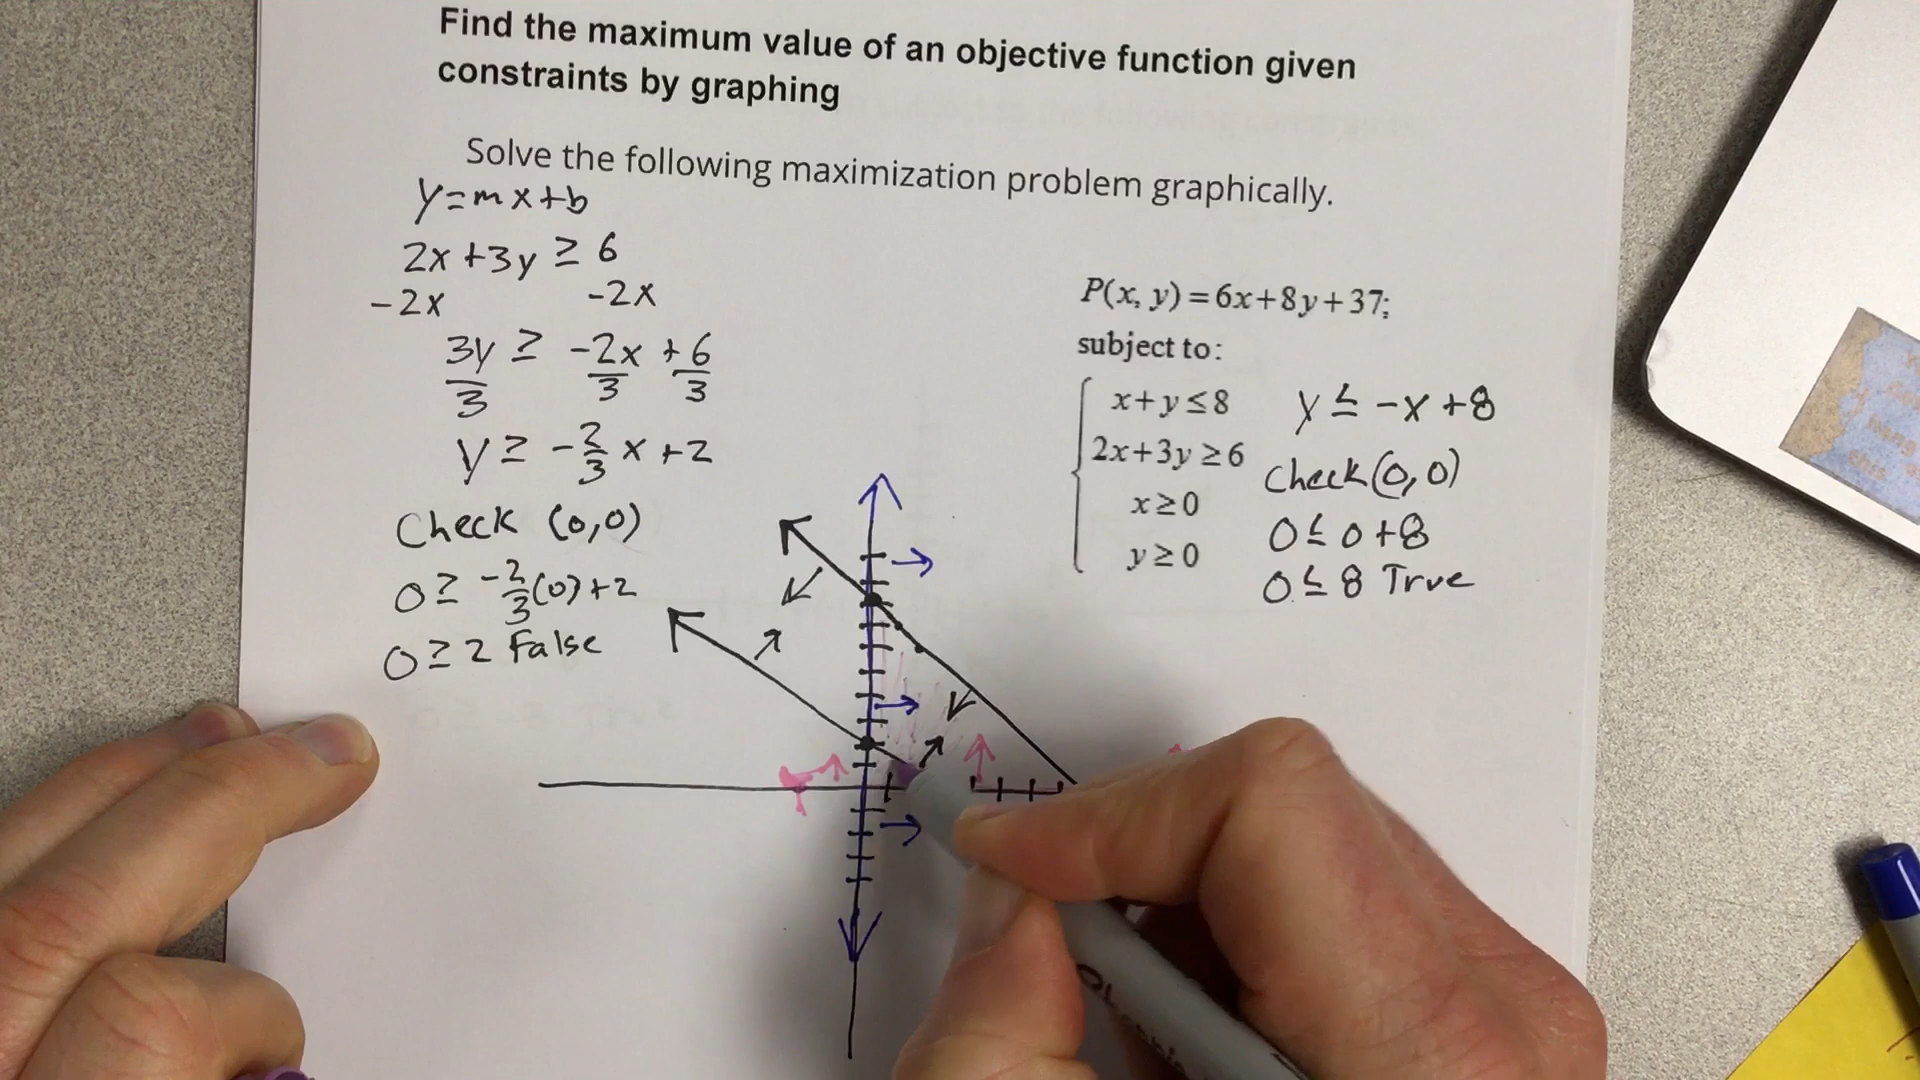 Find the maximum value of an objective function given
constraints by graphing
Solve the following maximization problem graphically.
y=mx+b
2x+3y ≥ 6
-2x -2x
3y ≥ -2x +6
3 3 3
y ≥ -2/3 x +2
Check (0,0)
0 ≥ -2/3(0)+2
0 ≥ 2 False
P(x, y)=6x+8y+37;
subject to:
x+y≤8
2x+3y≥6
x≥0
y≥0
y ≤ -x +8
Check (0,0)
0 ≤ 0 +8
0 ≤ 8 True